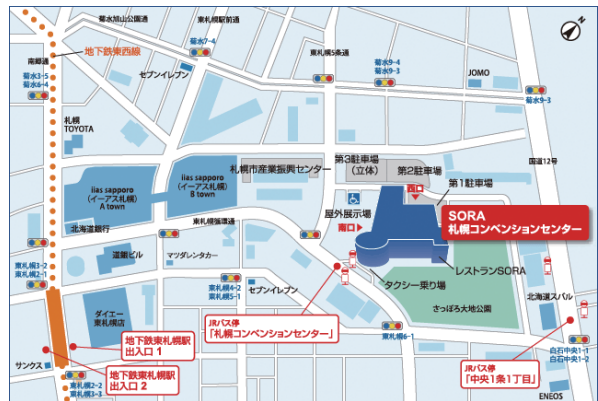 菊水旭山公園通
東札幌駅前通
菊水7-4
地下鉄東西線
東札幌5条通
南郷通
菊水3-5
菊水6-4
セブンイレブン
菊水9-4
菊水9-3
JOMO
菊水9-3
札幌
TOYOTA
国道12号
札幌市産業振興センター
第3駐車場
(立体)
第2駐車場
第1駐車場
iias sapporo
(イーアス札幌)
A town
iias sapporo
(イーアス札幌)
B town
西口
屋外展示場
南口
SORA
札幌コンベンションセンター
北海道銀行
東札幌循環通
道銀ビル
マツダレンタカー
東札幌3-2
東札幌2-1
東札幌4-2
東札幌5-1
セブンイレブン
レストランSORA
タクシー乗り場
さっぽろ大地公園
北海道スバル
ダイエー
東札幌店
JRバス停
「札幌コンベンションセンター」
東札幌6-1
地下鉄東札幌駅
出入口 1
サンクス
地下鉄東札幌駅
出入口 2
白石中央1-1
白石中央1-2
JRバス停
「中央1条1丁目」
東札幌2-2
東札幌3-3
ENEOS